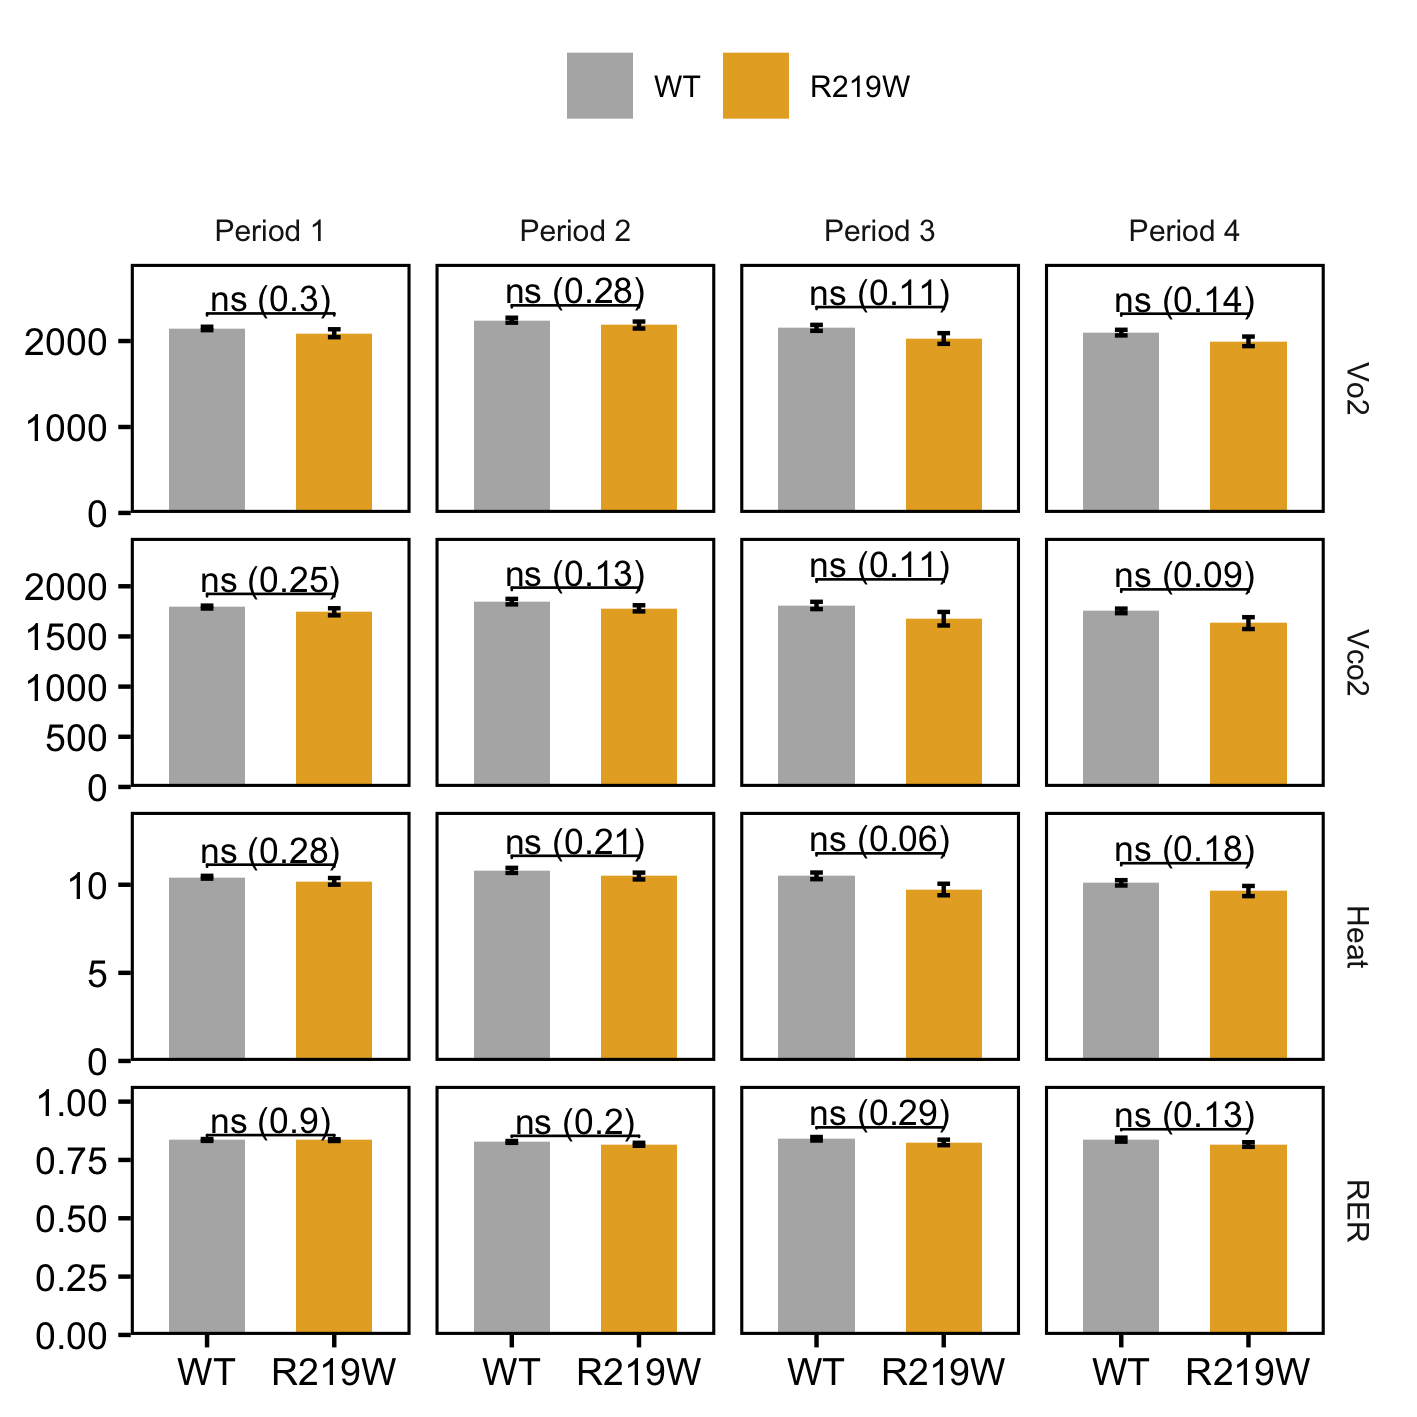 WT R219W
Period 1 Period 2 Period 3 Period 4
ns (0.3) ns (0.28) ns (0.11) ns (0.14)
2000
1000
0
Vo2
ns (0.25) ns (0.13) ns (0.11) ns (0.09)
2000
1500
1000
500
0
Vco2
ns (0.28) ns (0.21) ns (0.06) ns (0.18)
10
5
0
Heat
ns (0.9) ns (0.2) ns (0.29) ns (0.13)
1.00
0.75
0.50
0.25
0.00
RER
WT R219W WT R219W WT R219W WT R219W